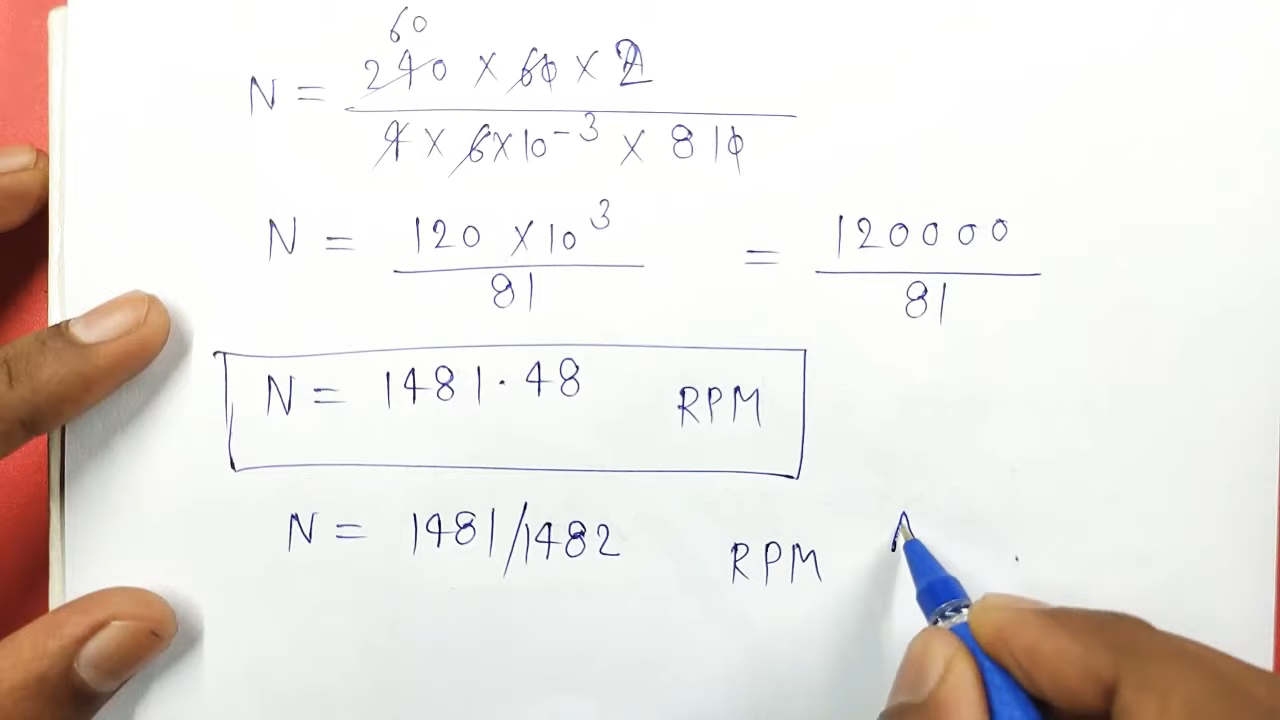 60
N = 240 × 60 × 2
4 × 6×10⁻³ × 810
N = 120 ×10³ / 81 = 120000 / 81
N = 1481.48 RPM
N = 1481/1482 RPM A